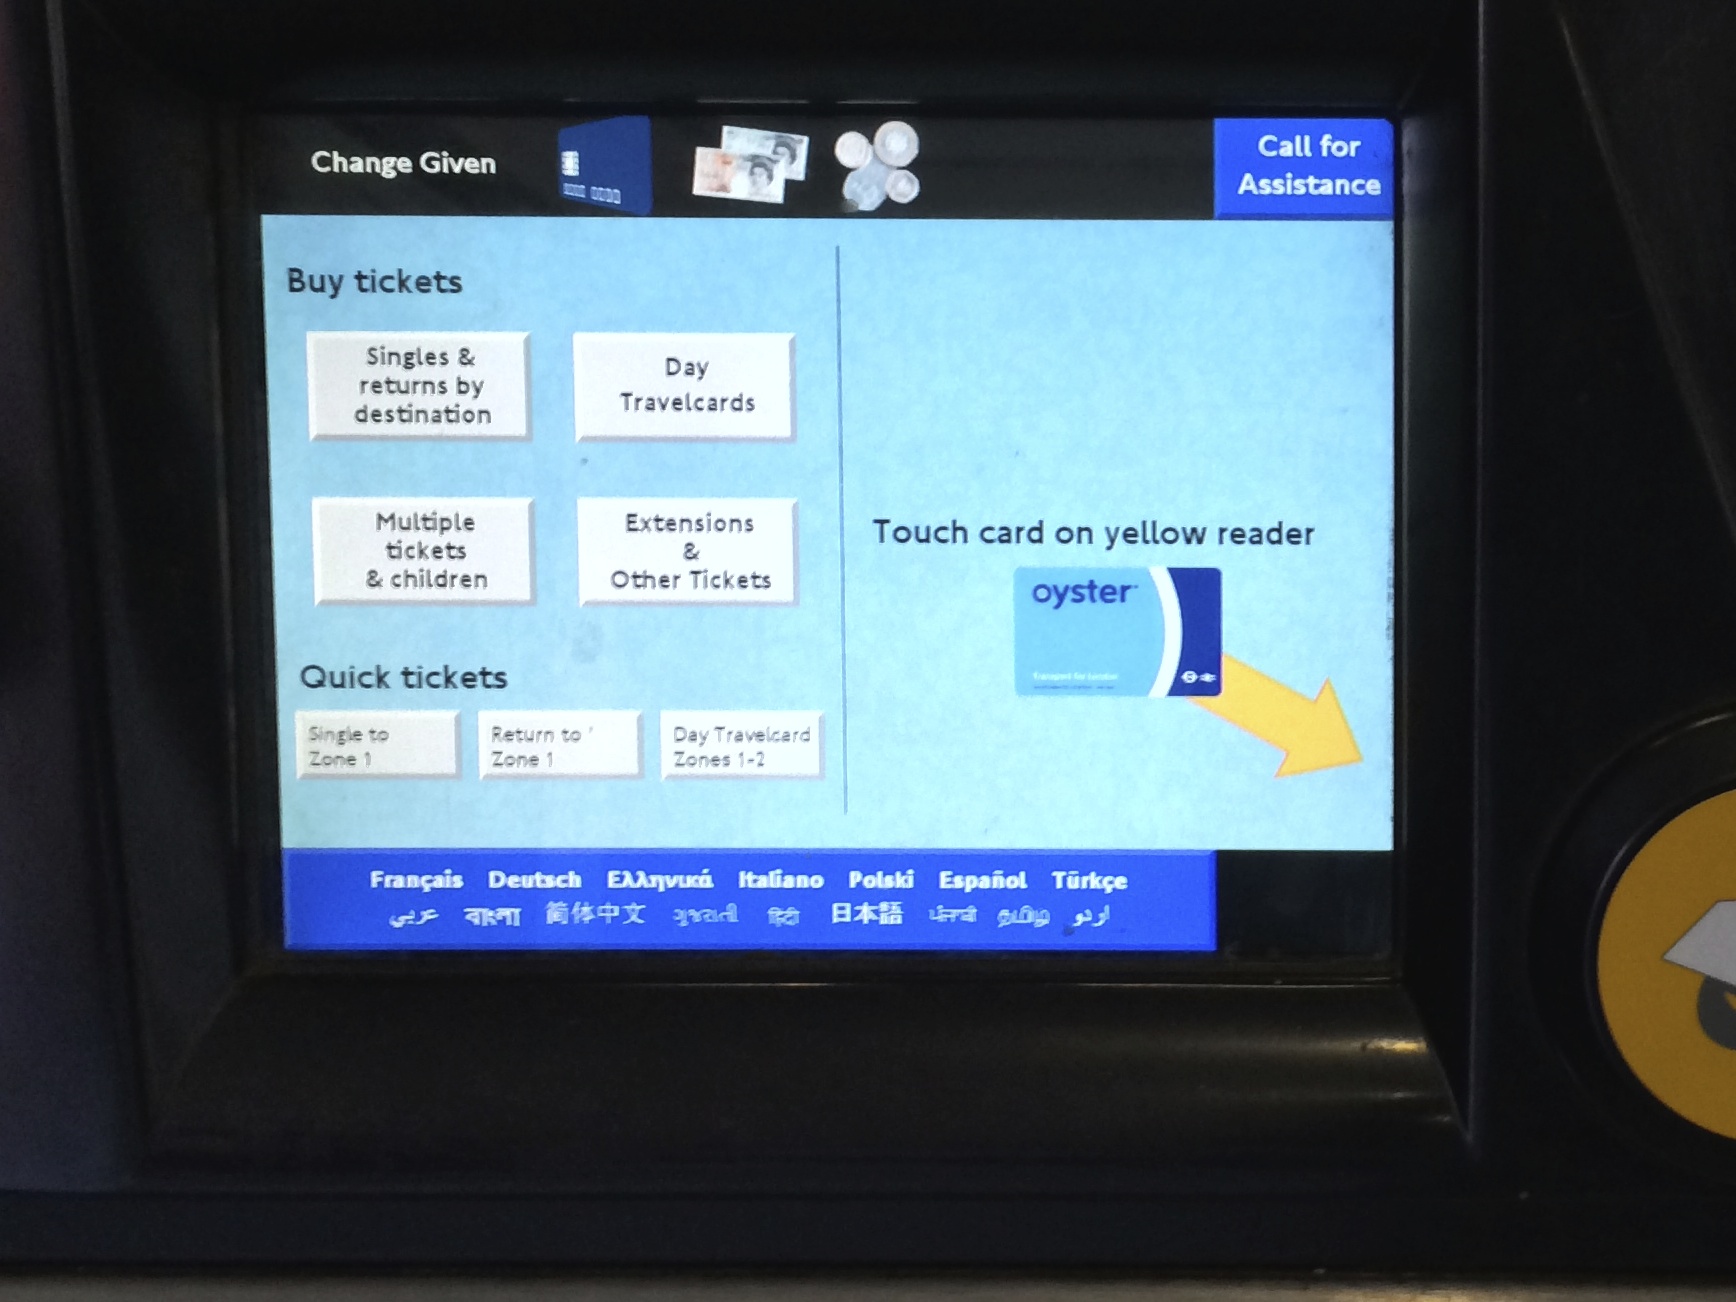 Change Given
Call for
Assistance
Buy tickets
Singles &
returns by
destination
Day
Travelcards
Multiple
tickets
& children
Extensions
&
Other Tickets
Quick tickets
Single to
Zone 1
Return to
Zone 1
Day Travelcard
Zones 1-2
Touch card on yellow reader
oyster
Transport for London
Français Deutsch Ελληνικά Italiano Polski Español Türkçe
عربي বাংলা 简体中文 ગુજરાતી हिंदी 日本語 ਪੰਜਾਬੀ தமிழ் اردو